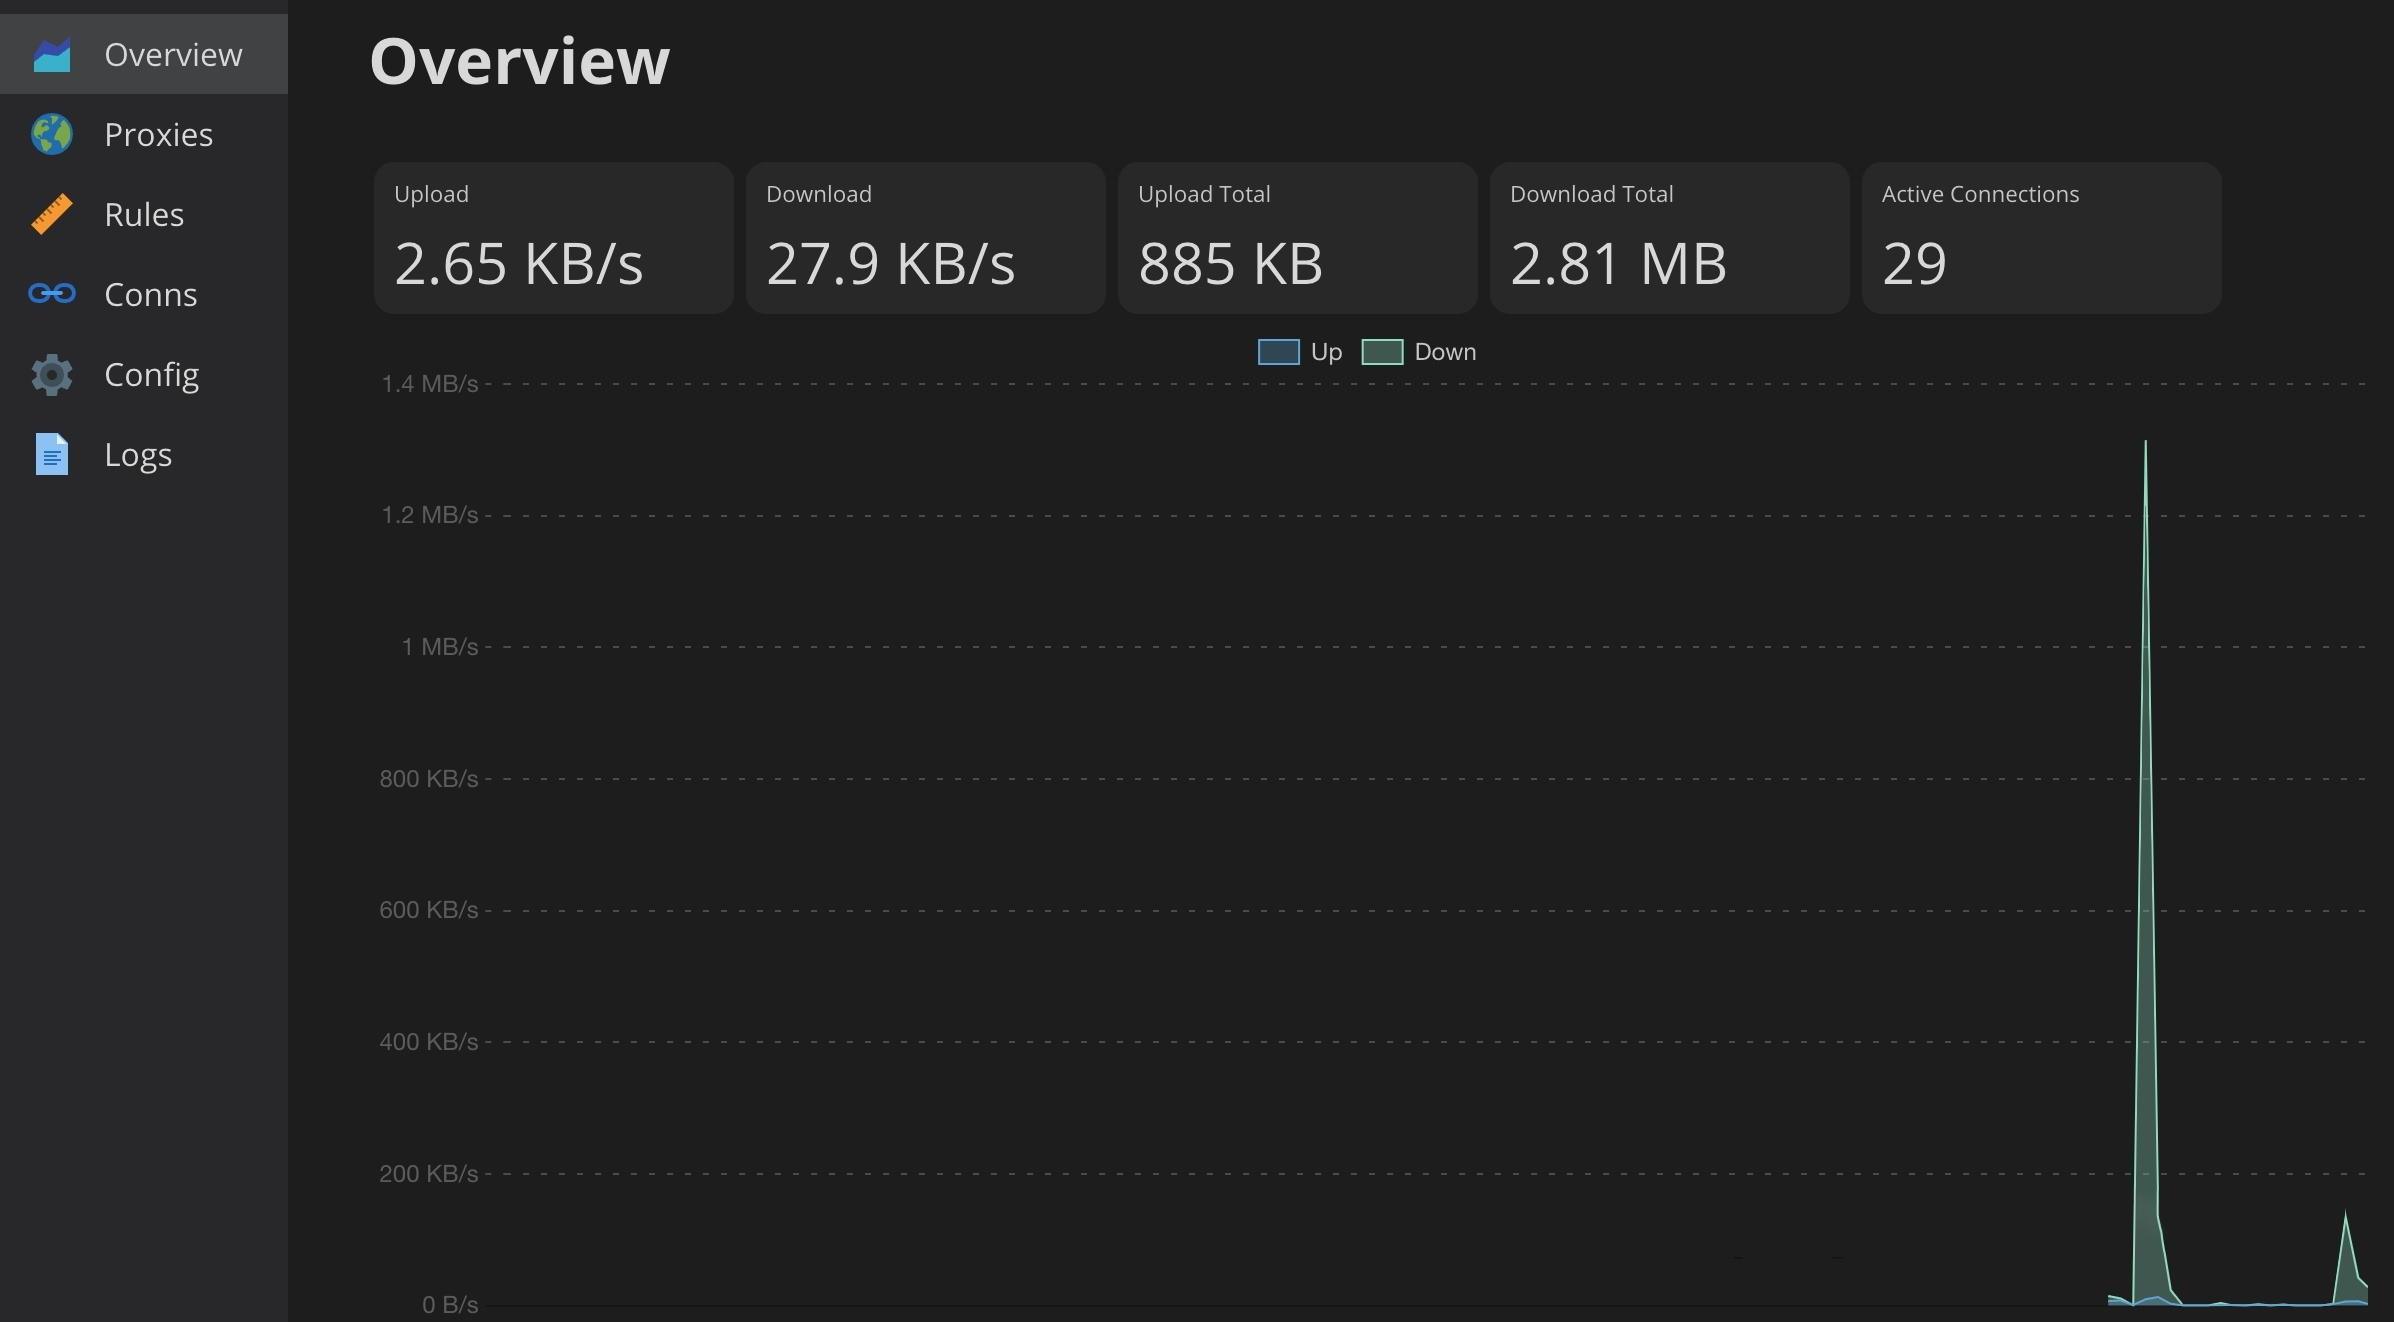 Overview
Proxies
Rules
Conns
Config
Logs
Overview
Upload
2.65 KB/s
Download
27.9 KB/s
Upload Total
885 KB
Download Total
2.81 MB
Active Connections
29
Up
Down
1.4 MB/s
1.2 MB/s
1 MB/s
800 KB/s
600 KB/s
400 KB/s
200 KB/s
0 B/s